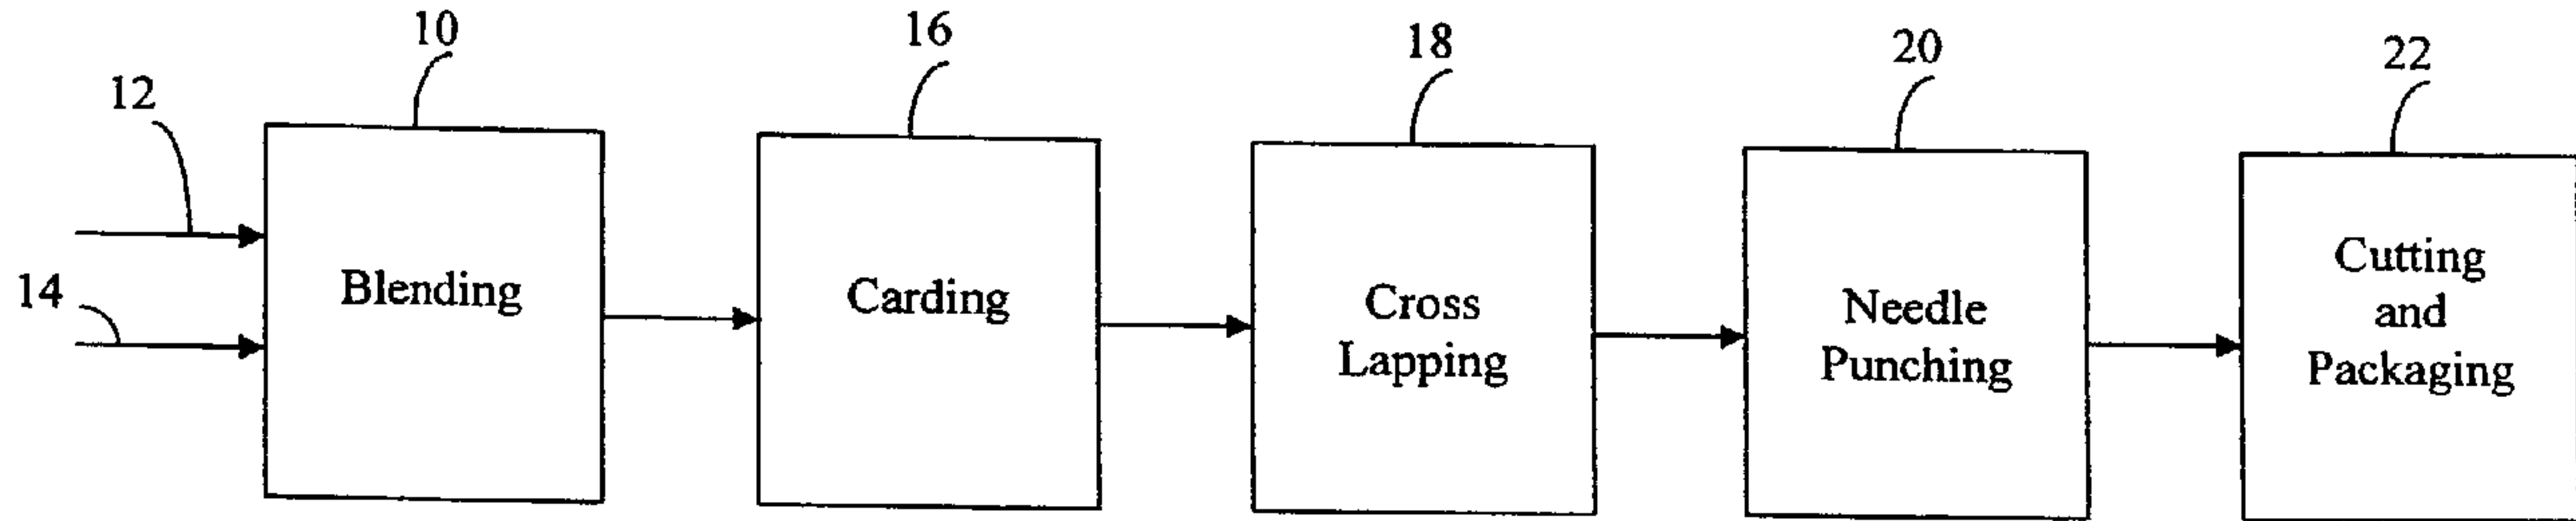 10
16
18
20
22
12
14
Blending
Carding
Cross
Lapping
Needle
Punching
Cutting
and
Packaging